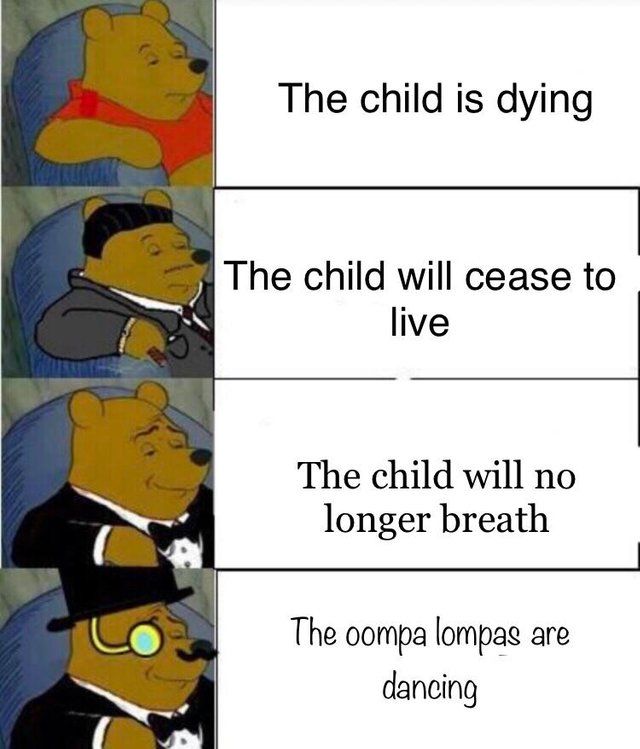 The child is dying
The child will cease to
live
The child will no
longer breath
The oompa lompas are
dancing